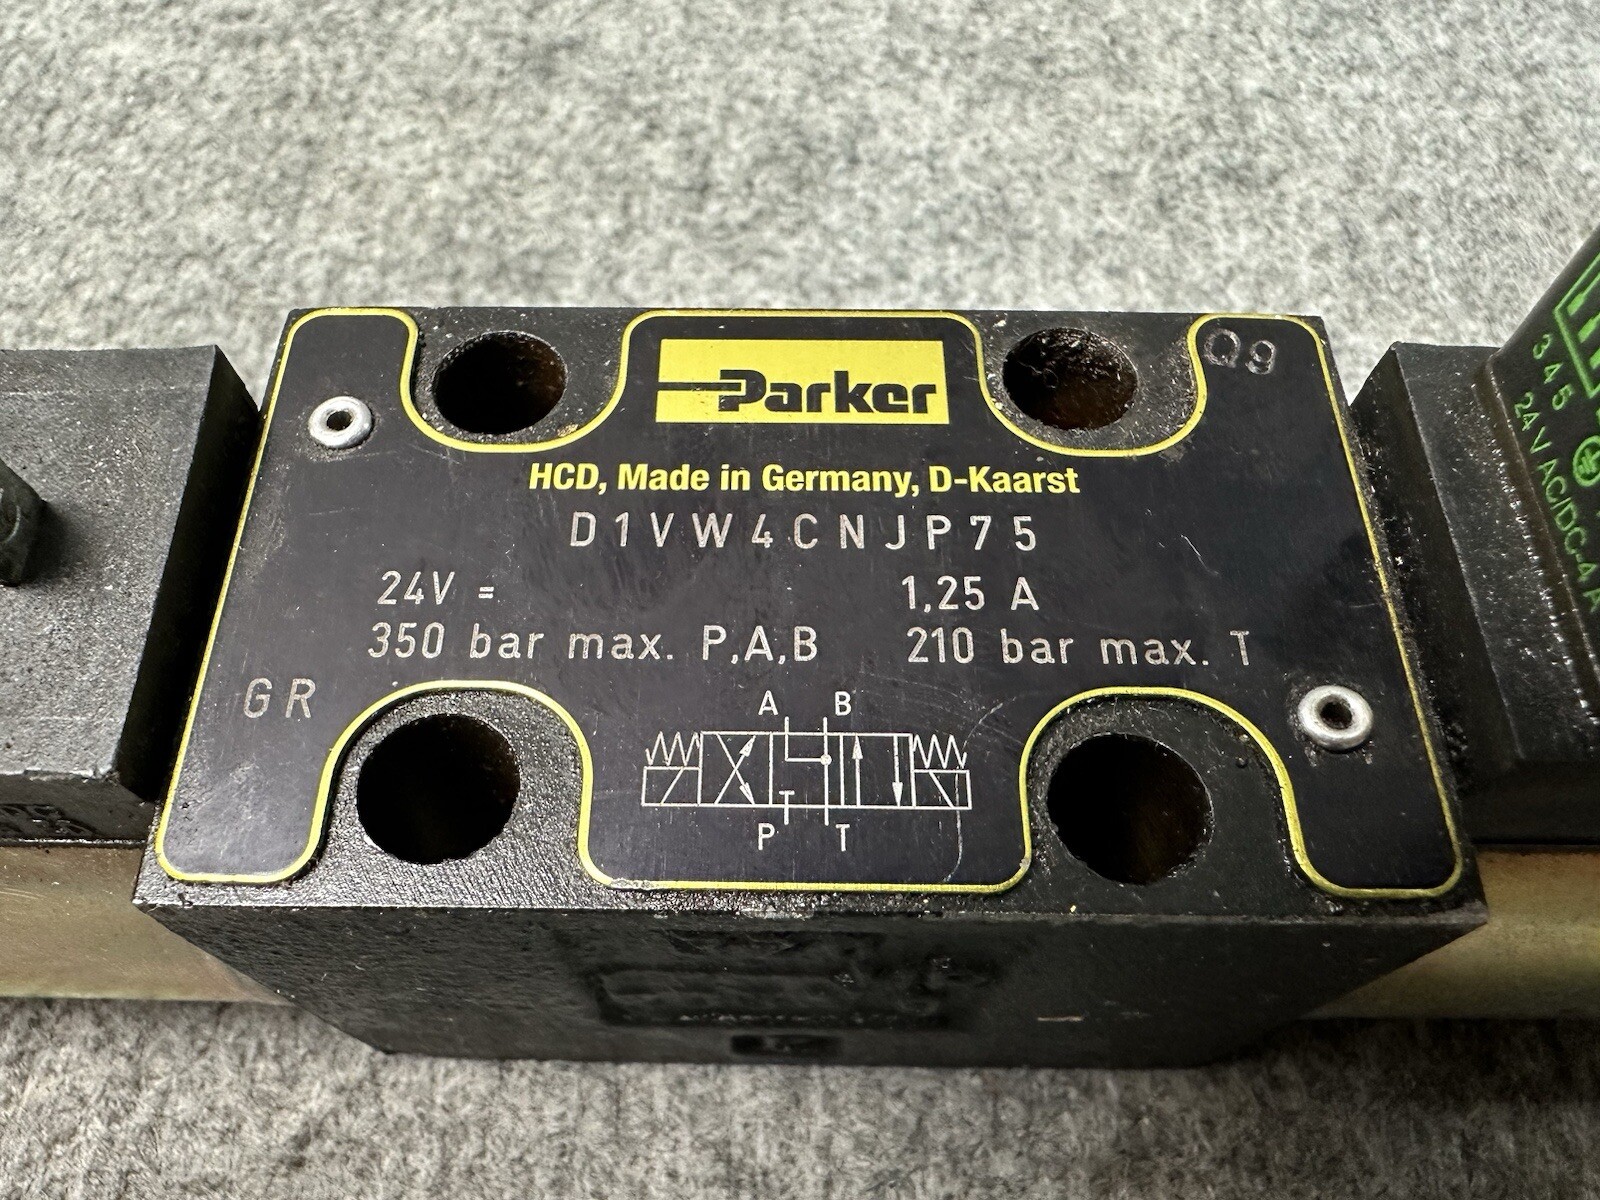 Parker
Q9
HCD, Made in Germany, D-Kaarst
D1VW4CNJP75
24V = 1,25 A
350 bar max. P,A,B 210 bar max. T
GR
A B
P T
345
24 V AC/DC-4 A